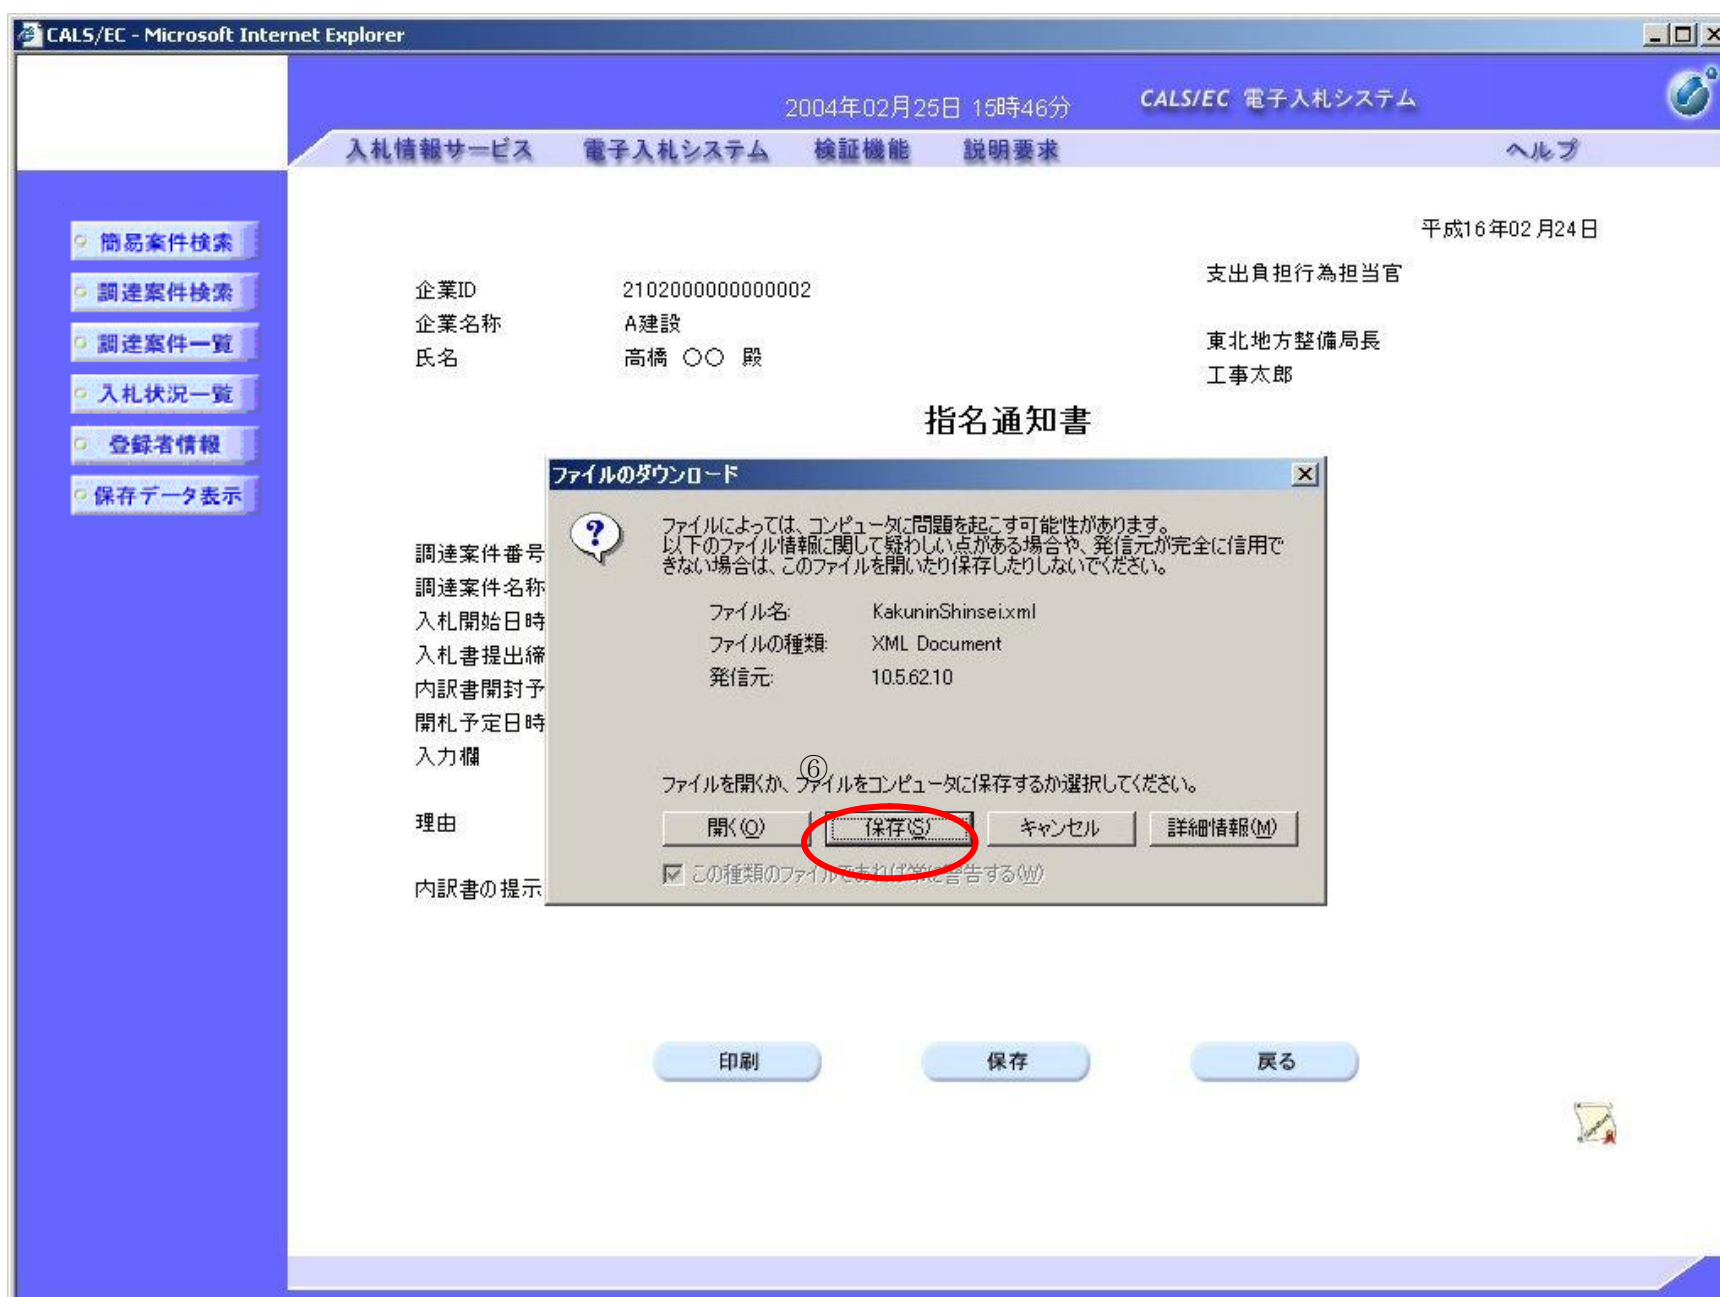 CALS/EC - Microsoft Internet Explorer
2004年02月25日 15時46分
CALS/EC 電子入札システム
入札情報サービス 電子入札システム 検証機能 説明要求 ヘルプ
簡易案件検索
調達案件検索
調達案件一覧
入札状況一覧
登録者情報
保存データ表示
平成16年02月24日
支出負担行為担当官
企業ID 2102000000000002
企業名称 A建設
東北地方整備局長
氏名 高橋 〇〇 殿
工事太郎
指名通知書
ファイルのダウンロード
ファイルによっては、コンピュータに問題を起こす可能性があります。
以下のファイル情報に関して疑わしい点がある場合や、発信元が完全に信用で
きない場合は、このファイルを開いたり保存したりしないでください。
ファイル名: KakuninShinsei.xml
ファイルの種類: XML Document
発信元: 10.5.62.10
⑥
ファイルを開くか、ファイルをコンピュータに保存するか選択してください。
開く(O) 保存(S) キャンセル 詳細情報(M)
この種類のファイルであれば常に警告する(W)
調達案件番号
調達案件名称
入札開始日時
入札書提出締
内訳書開封予
開札予定日時
入力欄
理由
内訳書の提示
印刷 保存 戻る